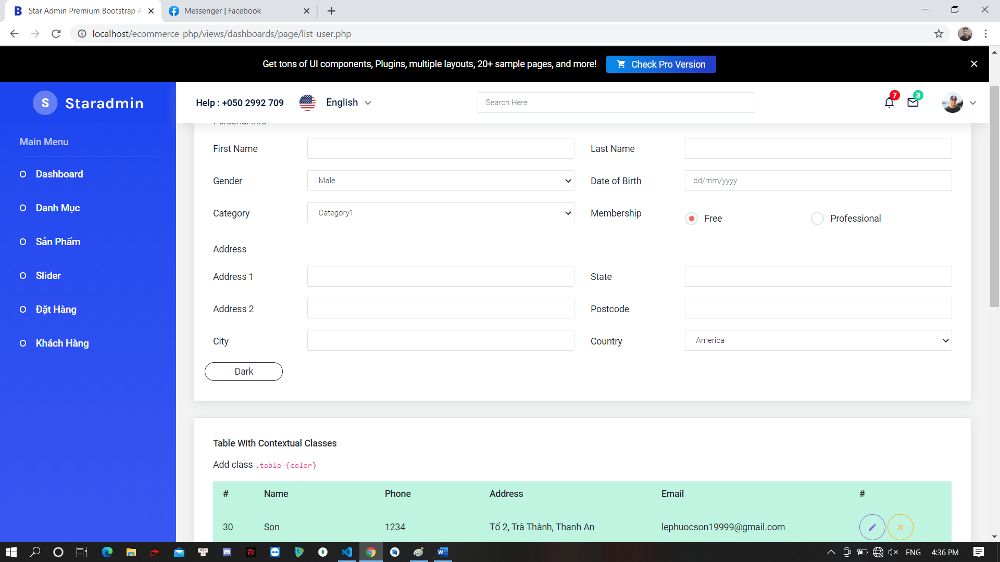 Star Admin Premium Bootstrap A
Messenger | Facebook
localhost/ecommerce-php/views/dashboards/page/list-user.php
Get tons of UI components, Plugins, multiple layouts, 20+ sample pages, and more!
Check Pro Version
S Staradmin
Help : +050 2992 709
English
Search Here
7
3
Main Menu
Dashboard
Danh Mục
Sản Phẩm
Slider
Đặt Hàng
Khách Hàng
Personal info
First Name
Last Name
Gender
Male
Date of Birth
dd/mm/yyyy
Category
Category1
Membership
Free
Professional
Address
Address 1
State
Address 2
Postcode
City
Country
America
Dark
Table With Contextual Classes
Add class .table-{color}
# Name Phone Address Email #
30 Son 1234 Tổ 2, Trà Thành, Thanh An lephuocson19999@gmail.com
ENG
4:36 PM